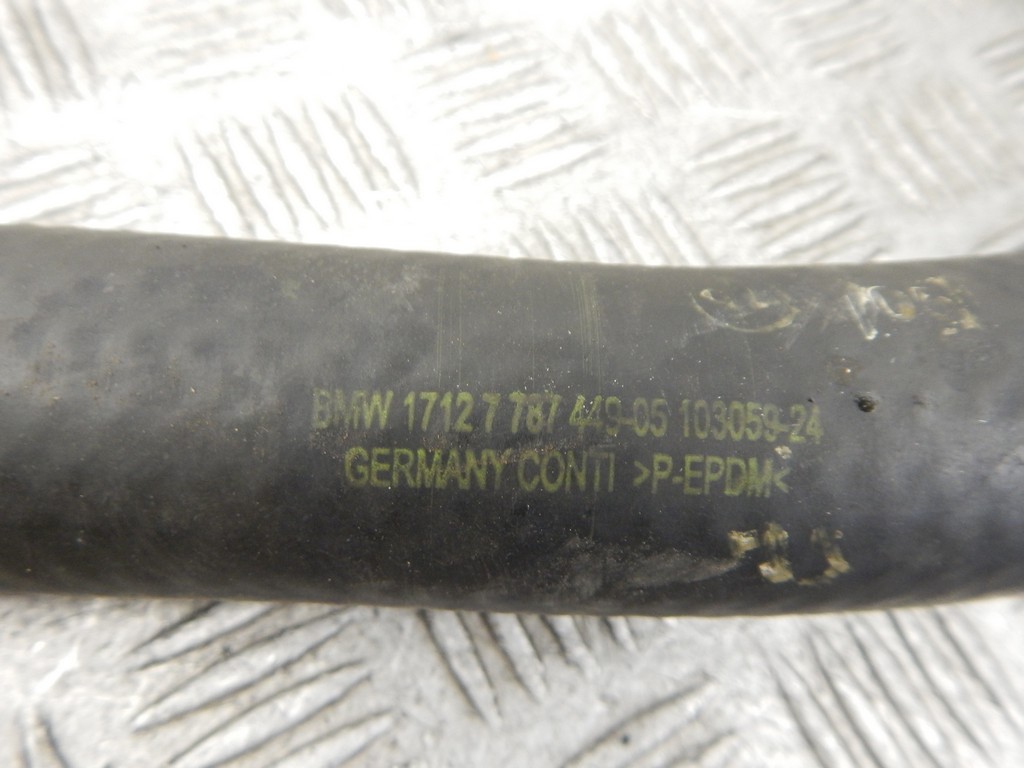 BMW 1712 7 787 449-05 103059-24
GERMANY CONTI >P-EPDM<